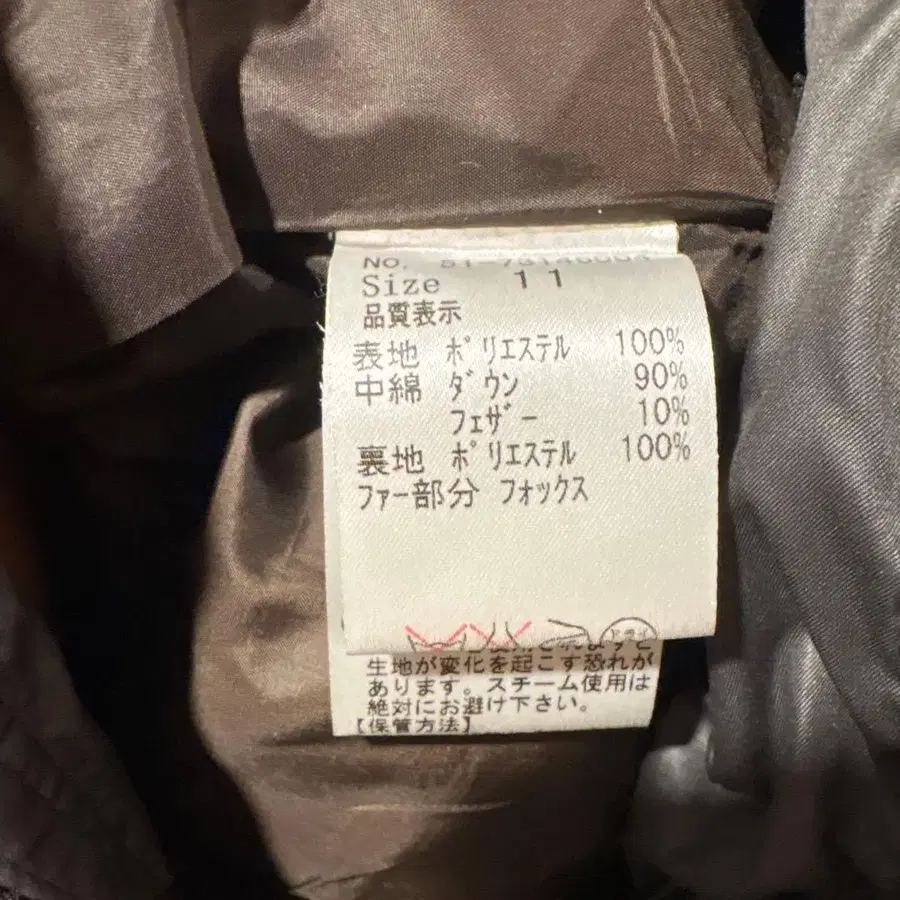 Size 11
品質表示
表地 ポリエステル 100%
中綿 ダウン 90%
フェザー 10%
裏地 ポリエステル 100%
ファー部分 フォックス
ドライ
生地が変化を起こす恐れが
あります。スチーム使用は
絶対にお避け下さい。
【保管方法】